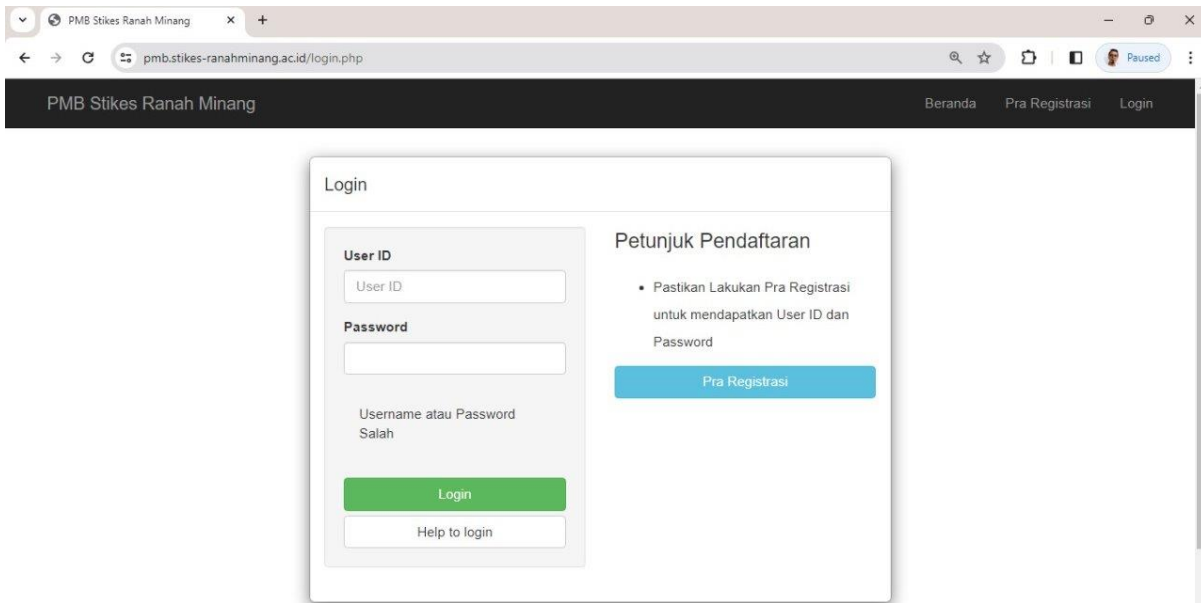 PMB Stikes Ranah Minang
pmb.stikes-ranahminang.ac.id/login.php
Paused
PMB Stikes Ranah Minang
Beranda Pra Registrasi Login
Login
User ID
User ID
Password
Username atau Password
Salah
Login
Help to login
Petunjuk Pendaftaran
• Pastikan Lakukan Pra Registrasi
untuk mendapatkan User ID dan
Password
Pra Registrasi